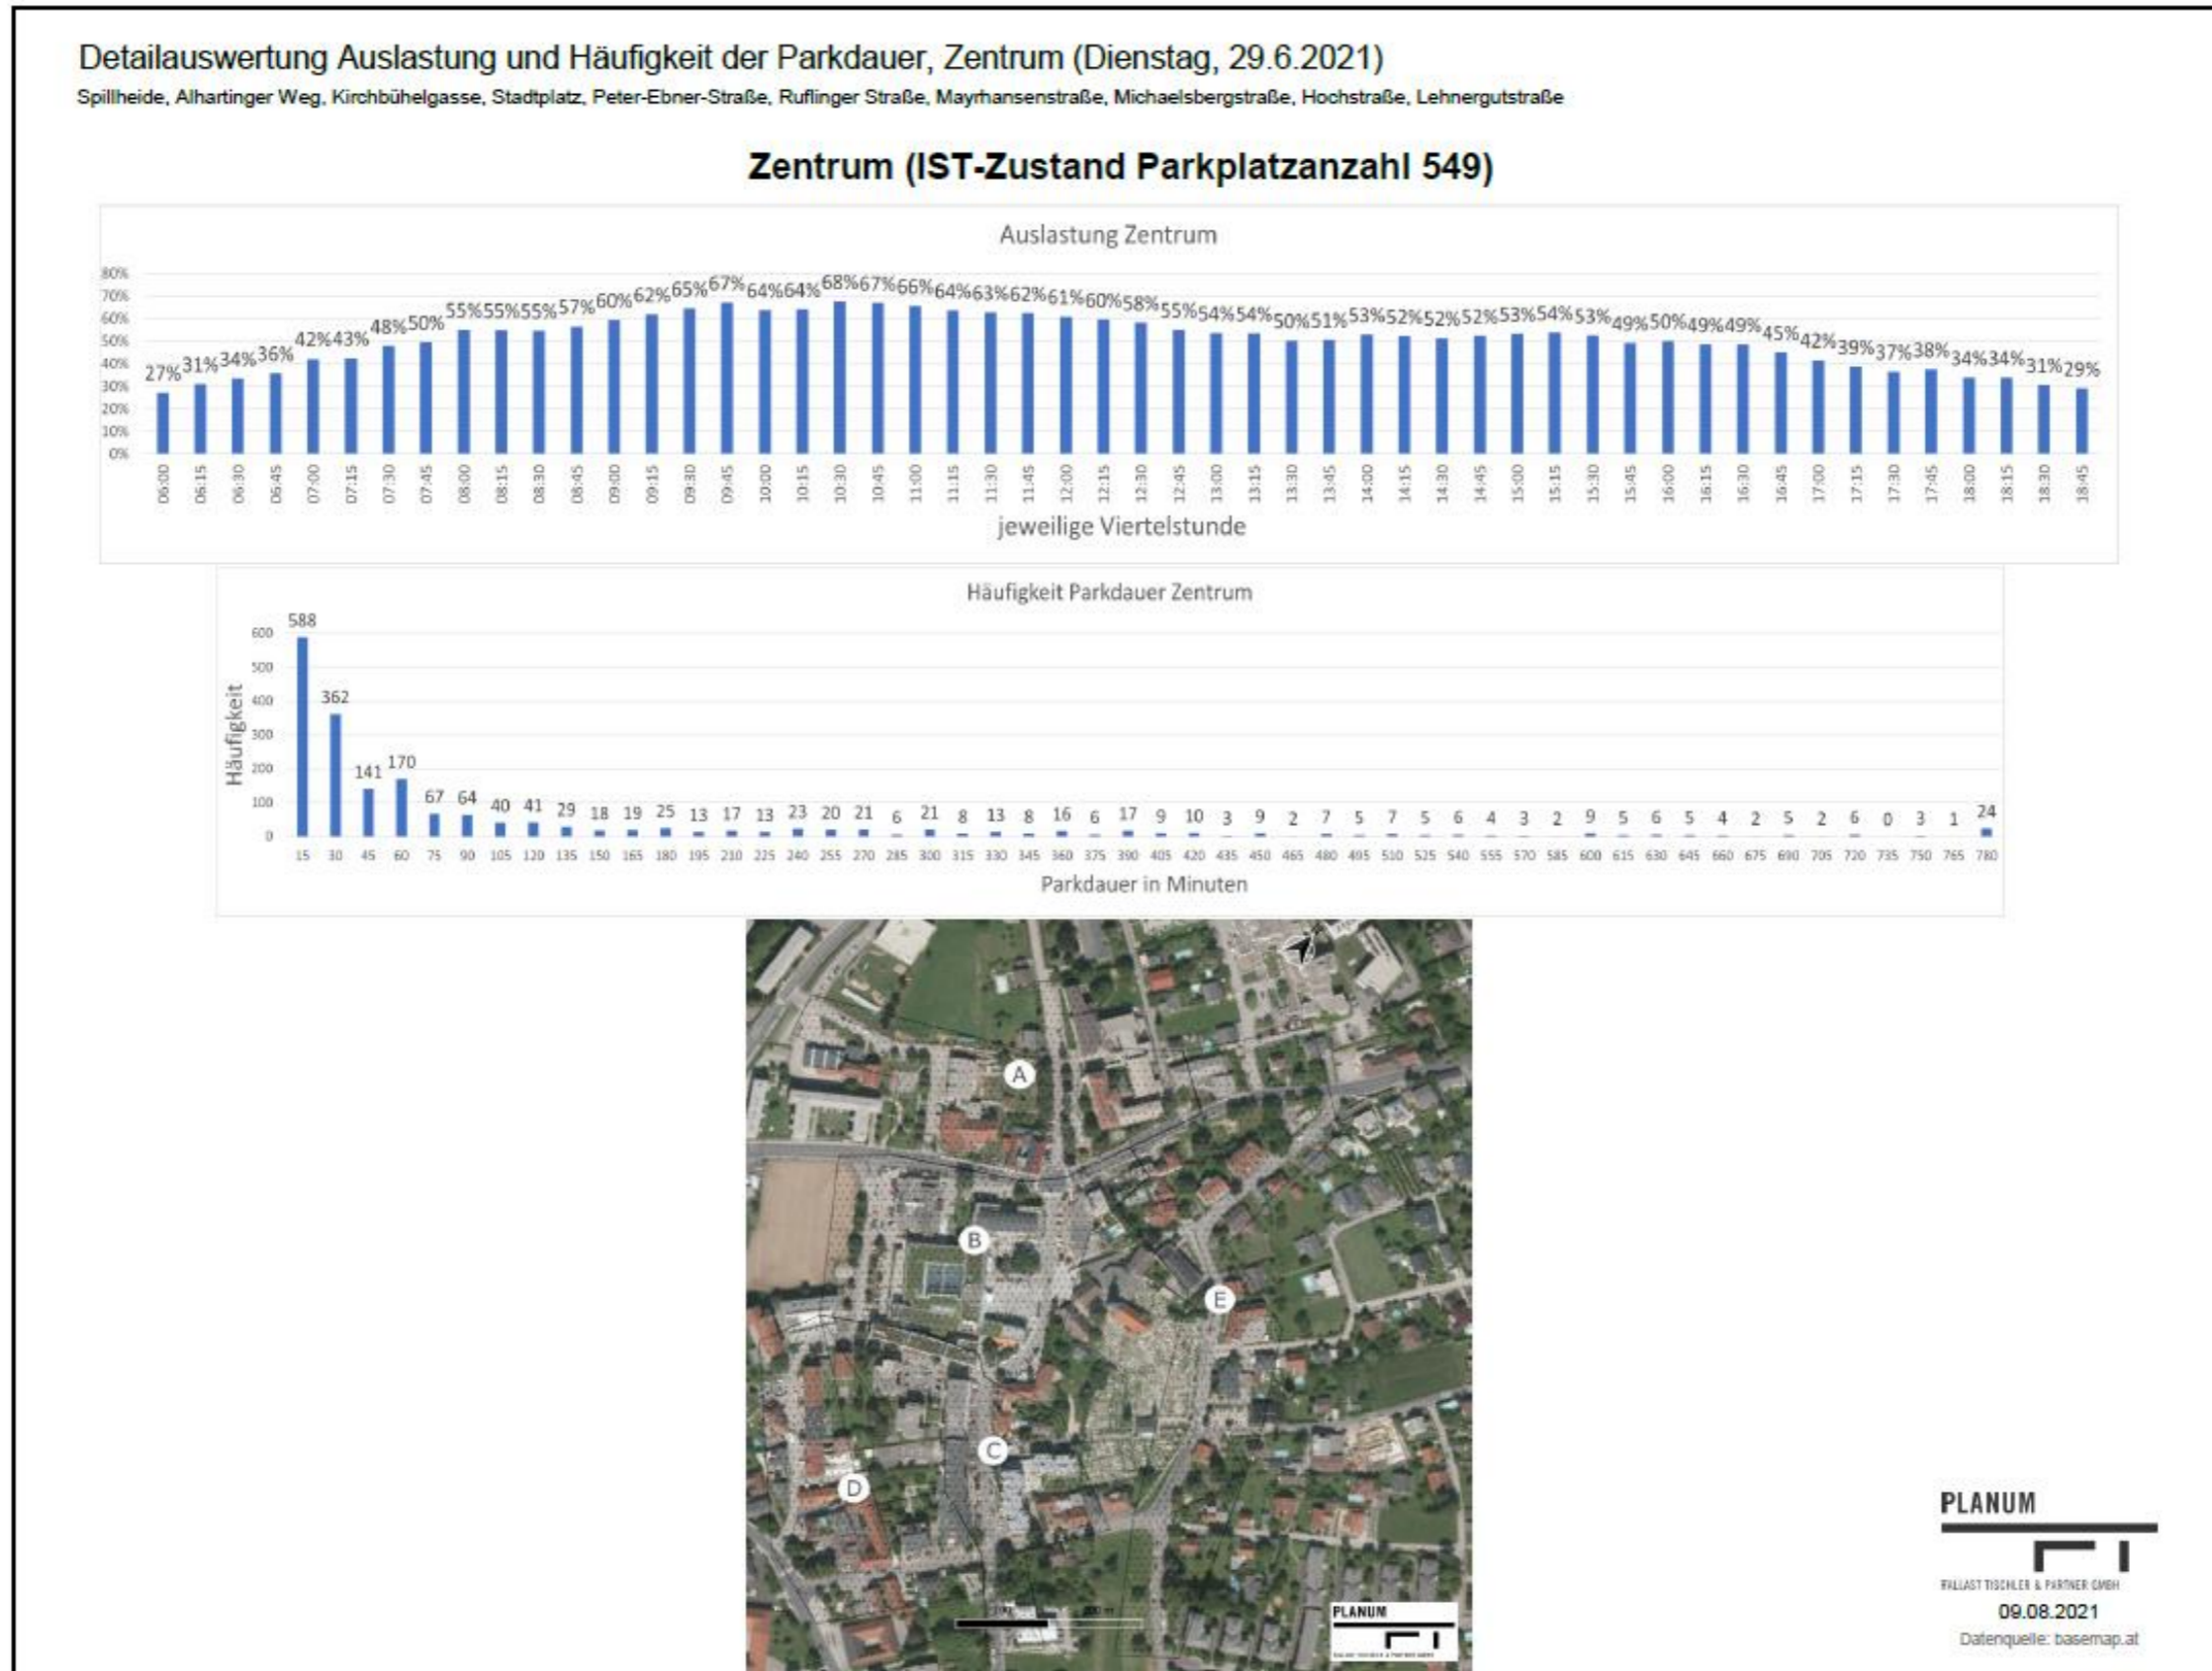 Detailauswertung Auslastung und Häufigkeit der Parkdauer, Zentrum (Dienstag, 29.6.2021)
Spillheide, Alhartinger Weg, Kirchbühelgasse, Stadtplatz, Peter-Ebner-Straße, Ruflinger Straße, Mayrhansenstraße, Michaelsbergstraße, Hochstraße, Lehnergutstraße
Zentrum (IST-Zustand Parkplatzanzahl 549)
Auslastung Zentrum
80%
70%
60%
50%
40%
30%
20%
10%
0%
27% 31% 34% 36% 42% 43% 48% 50% 55% 55% 55% 57% 60% 62% 65% 67% 64% 64% 68% 67% 66% 64% 63% 62% 61% 60% 58% 55% 54% 54% 50% 51% 53% 52% 52% 52% 53% 54% 53% 49% 50% 49% 49% 45% 42% 39% 37% 38% 34% 34% 31% 29%
06:00 06:15 06:30 06:45 07:00 07:15 07:30 07:45 08:00 08:15 08:30 08:45 09:00 09:15 09:30 09:45 10:00 10:15 10:30 10:45 11:00 11:15 11:30 11:45 12:00 12:15 12:30 12:45 13:00 13:15 13:30 13:45 14:00 14:15 14:30 14:45 15:00 15:15 15:30 15:45 16:00 16:15 16:30 16:45 17:00 17:15 17:30 17:45 18:00 18:15 18:30 18:45
jeweilige Viertelstunde
Häufigkeit Parkdauer Zentrum
Häufigkeit
600
500
400
300
200
100
0
588 362 141 170 67 64 40 41 29 18 19 25 13 17 13 23 20 21 6 21 8 13 8 16 6 17 9 10 3 9 2 7 5 7 5 6 4 3 2 9 5 6 5 4 2 5 2 6 0 3 1 24
15 30 45 60 75 90 105 120 135 150 165 180 195 210 225 240 255 270 285 300 315 330 345 360 375 390 405 420 435 450 465 480 495 510 525 540 555 570 585 600 615 630 645 660 675 690 705 720 735 750 765 780
Parkdauer in Minuten
A
B
E
C
D
PLANUM
PLANUM
FALLAST TISCHLER & PARTNER GMBH
09.08.2021
Datenquelle: basemap.at